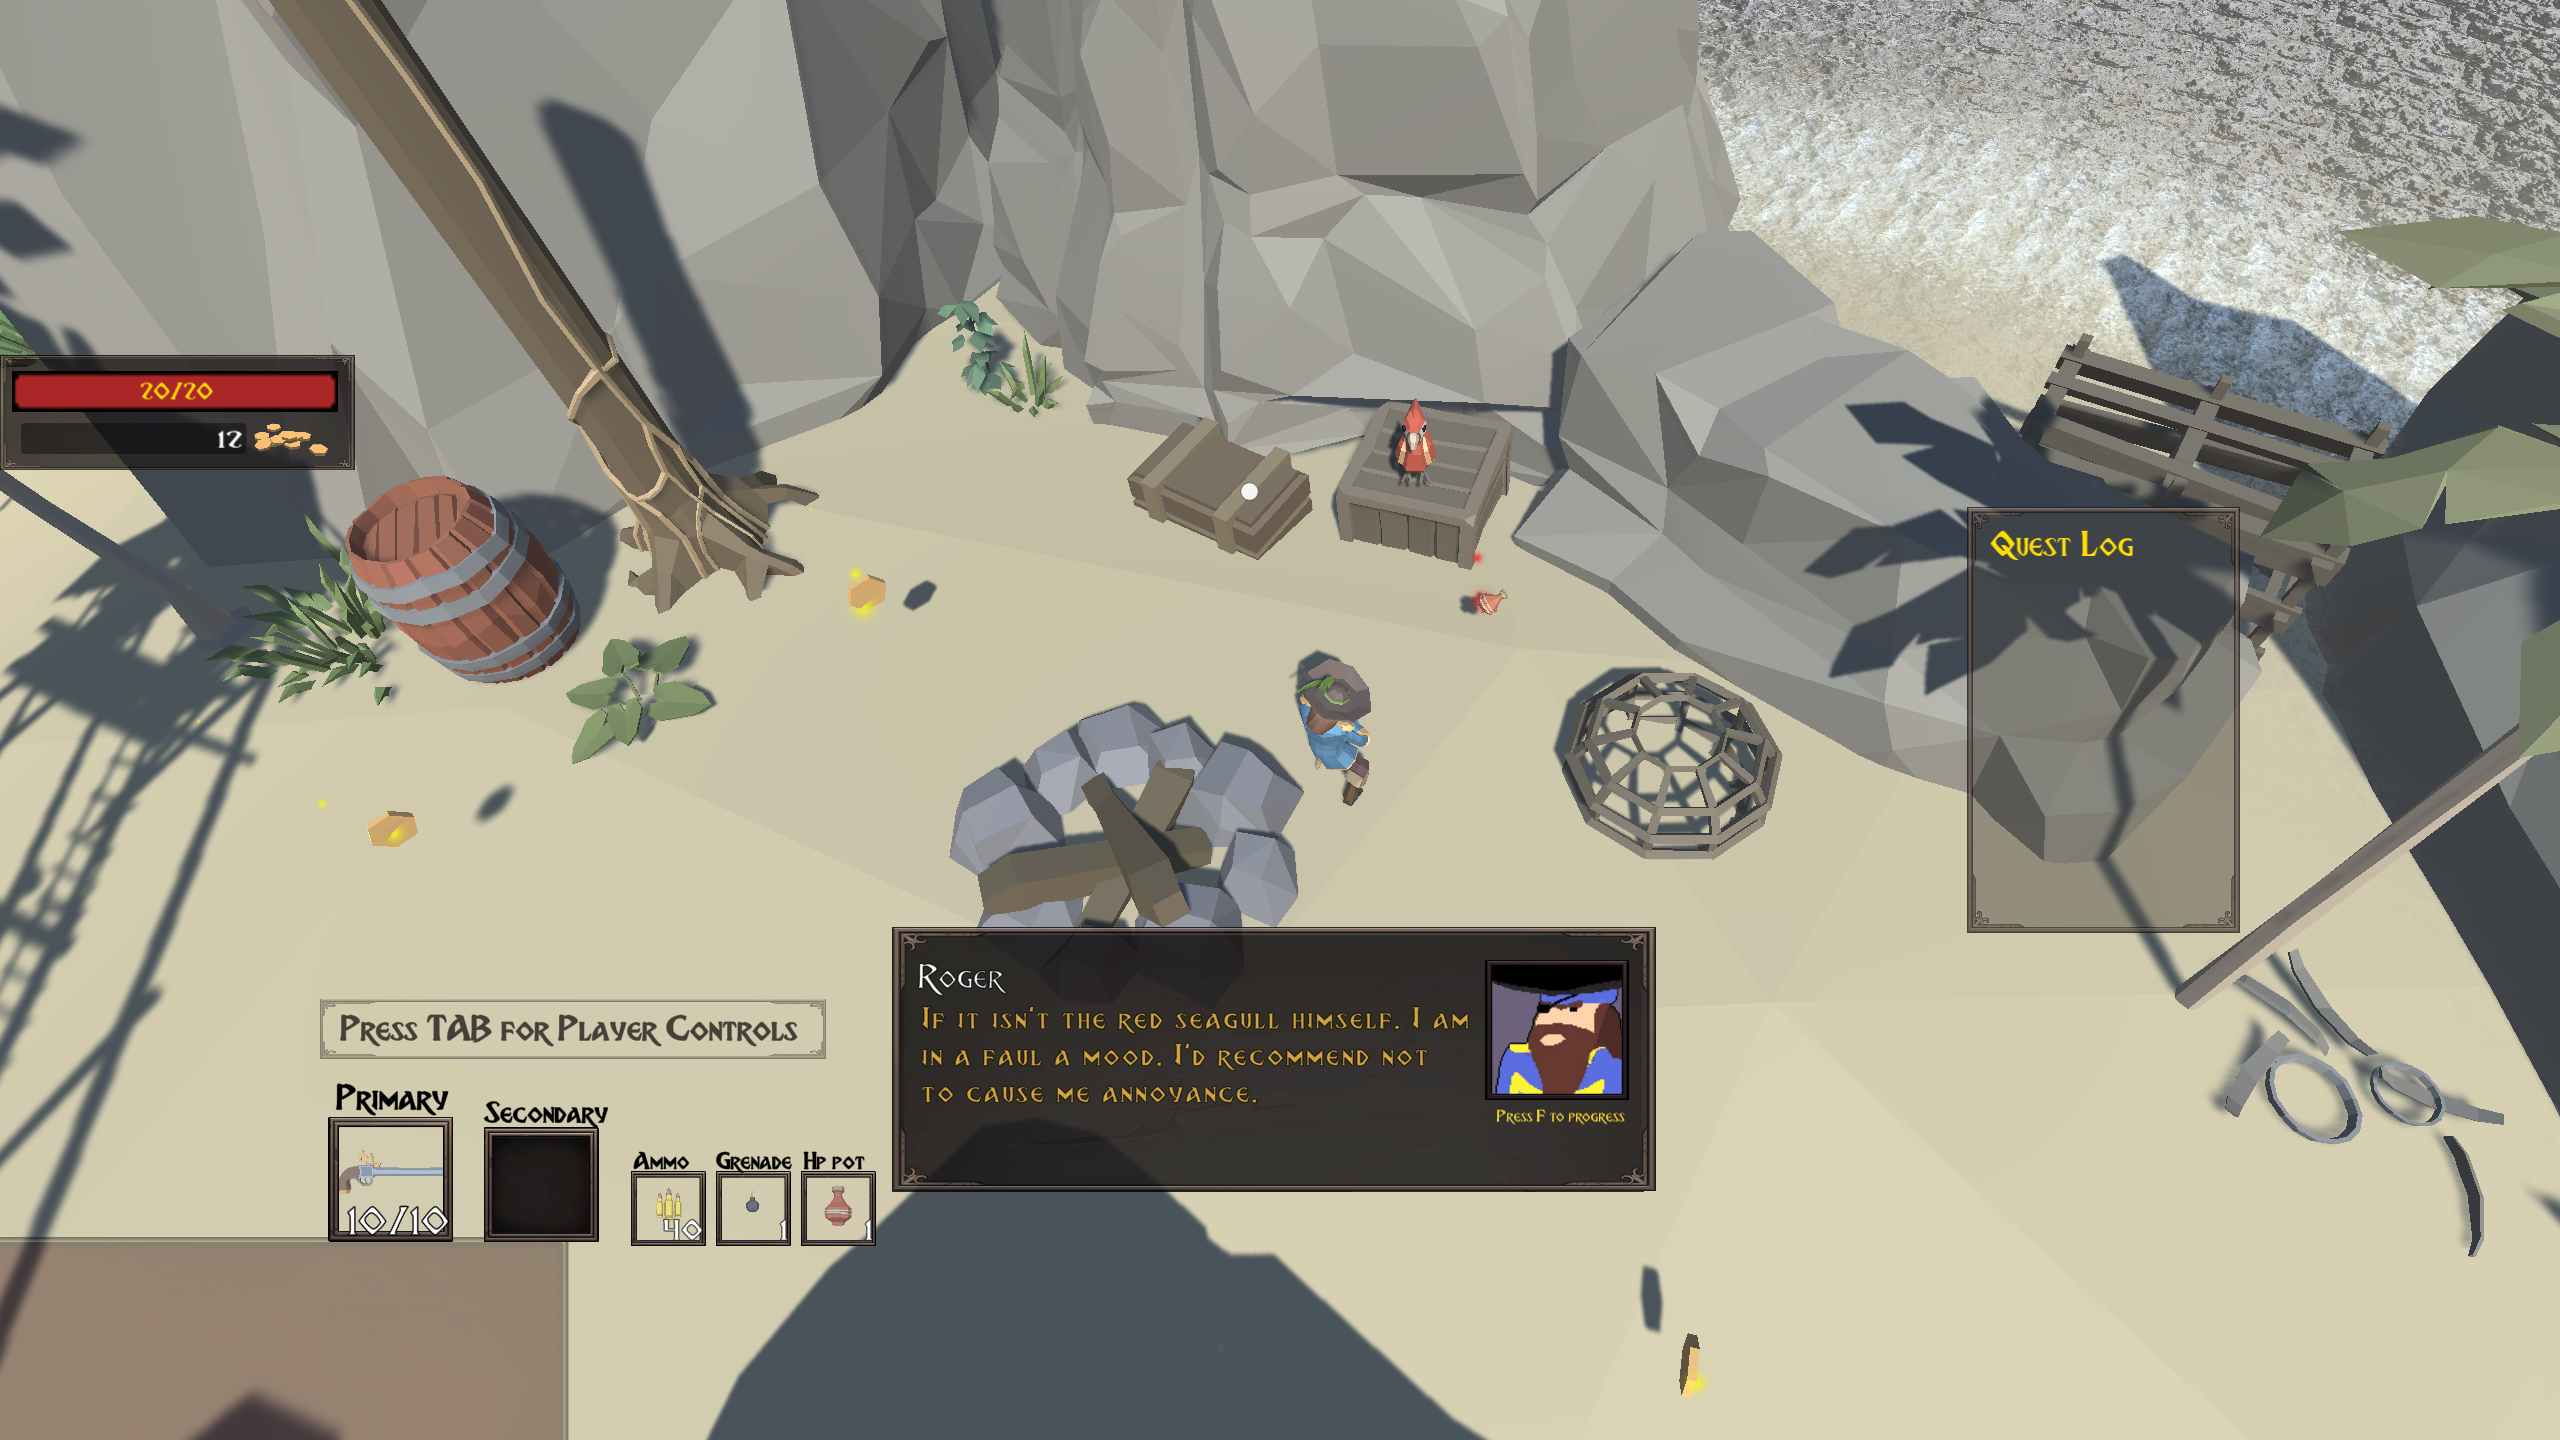 20/20
12
Quest Log
Roger
If it isn't the red seagull himself. I am
in a faul a mood. I'd recommend not
to cause me annoyance.
Press F to progress
Press TAB for Player Controls
Primary
10/10
Secondary
Ammo
40
Grenade
1
Hp pot
1